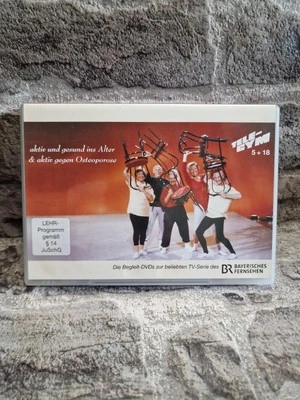 aktiv und gesund ins Alter
& aktiv gegen Osteoporose
TELE-
GYM
5 + 18
LEHR-
Programm
gemäß
§ 14
JuSchG
Die Begleit-DVDs zur beliebten TV-Serie des
BR BAYERISCHES
FERNSEHEN